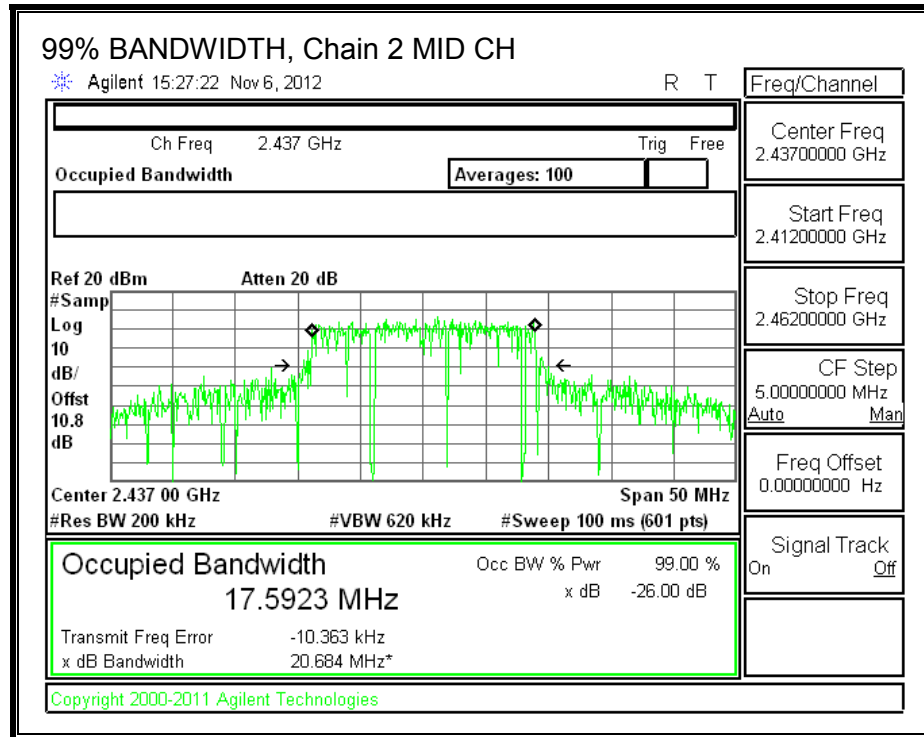 99% BANDWIDTH, Chain 2 MID CH
Agilent 15:27:22 Nov 6, 2012 R T
Freq/Channel
Ch Freq 2.437 GHz Trig Free
Occupied Bandwidth Averages: 100
Center Freq
2.43700000 GHz
Start Freq
2.41200000 GHz
Stop Freq
2.46200000 GHz
CF Step
5.00000000 MHz
Auto Man
Freq Offset
0.00000000 Hz
Signal Track
On Off
Ref 20 dBm Atten 20 dB
#Samp
Log
10
dB/
Offst
10.8
dB
Center 2.437 00 GHz Span 50 MHz
#Res BW 200 kHz #VBW 620 kHz #Sweep 100 ms (601 pts)
Occupied Bandwidth Occ BW % Pwr 99.00 %
17.5923 MHz x dB -26.00 dB
Transmit Freq Error -10.363 kHz
x dB Bandwidth 20.684 MHz*
Copyright 2000-2011 Agilent Technologies